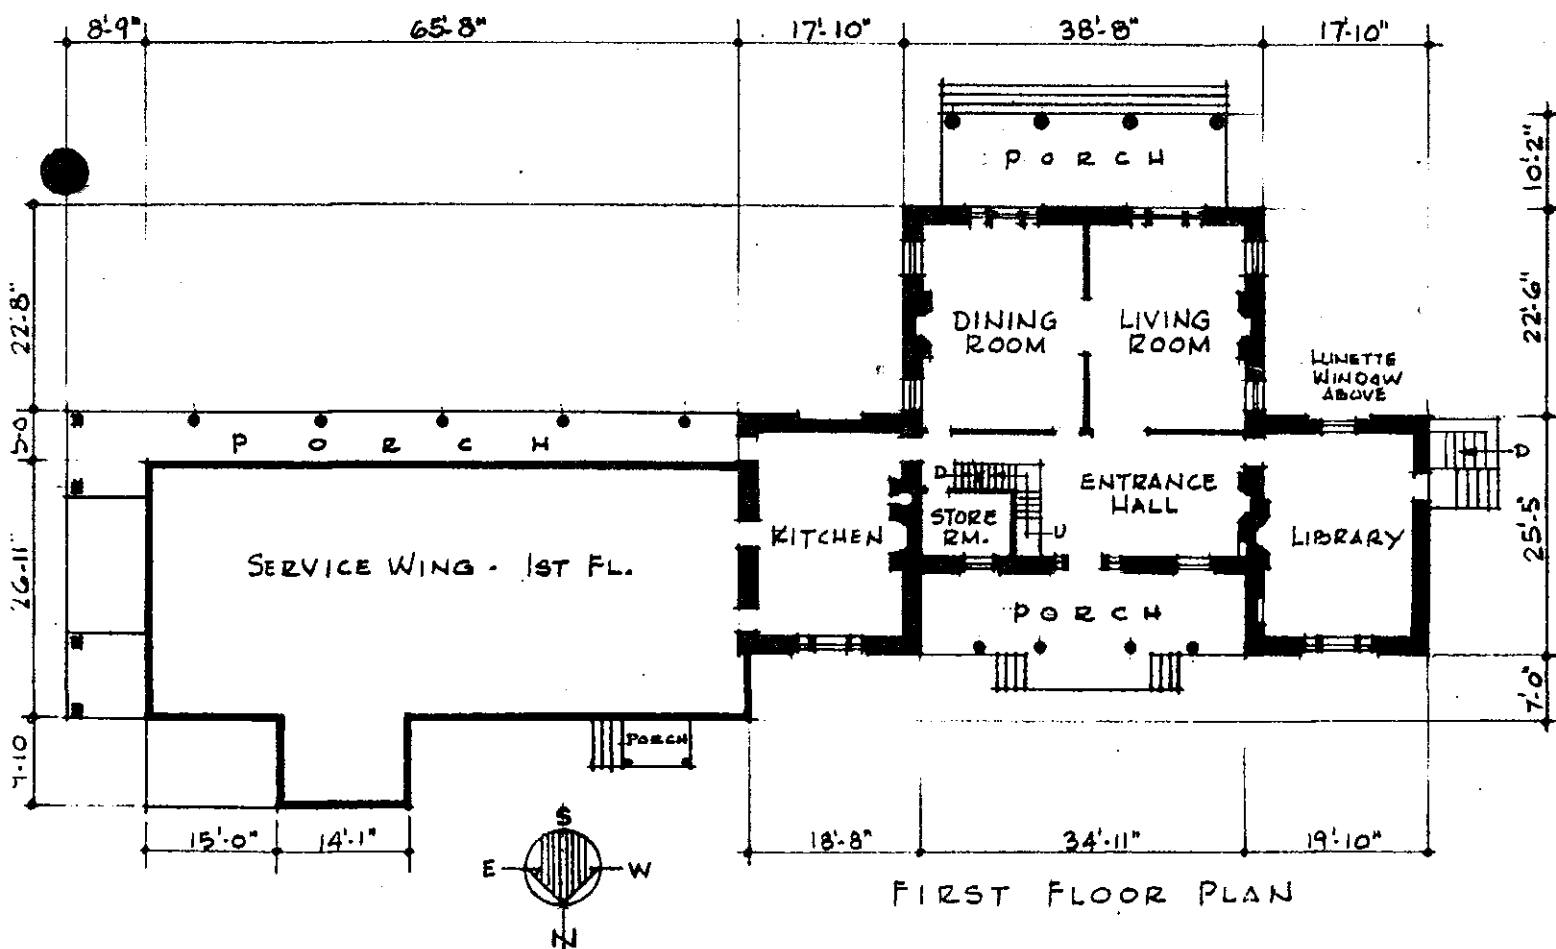 8'-9" 65'-8" 17'-10" 38'-8" 17'-10"
10'-2"
PORCH
22'-8"
22'-6"
DINING
ROOM
LIVING
ROOM
LUNETTE
WINDOW
ABOVE
5'-0
PORCH
D
D
ENTRANCE
HALL
STORE
RM.
U
KITCHEN
LIBRARY
25'-5"
SERVICE WING - 1ST FL.
26'-11"
PORCH
7'-0"
PORCH
7'-10
S
15'-0" 14'-1" 18'-8" 34'-11" 19'-10"
E W
N
FIRST FLOOR PLAN